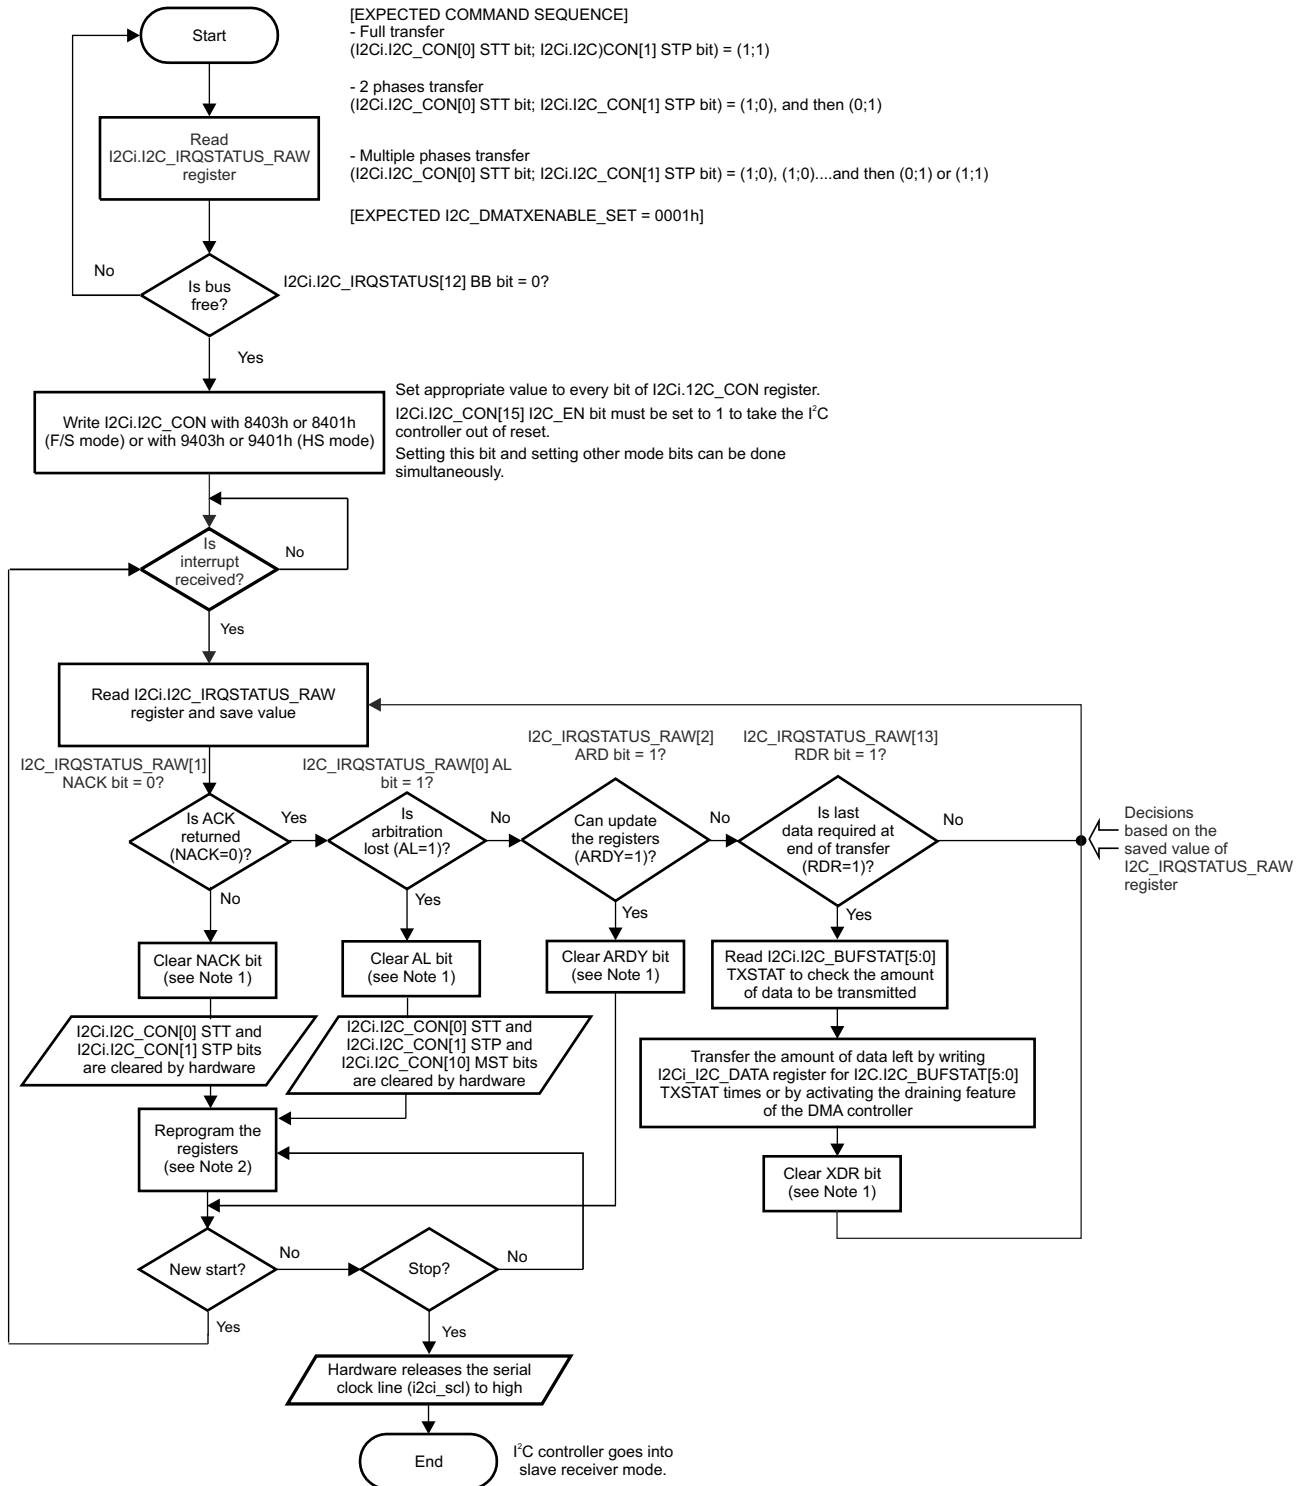 Start
[EXPECTED COMMAND SEQUENCE]
- Full transfer
(I2Ci.I2C_CON[0] STT bit; I2Ci.I2C)CON[1] STP bit) = (1;1)
- 2 phases transfer
(I2Ci.I2C_CON[0] STT bit; I2Ci.I2C_CON[1] STP bit) = (1;0), and then (0;1)
- Multiple phases transfer
(I2Ci.I2C_CON[0] STT bit; I2Ci.I2C_CON[1] STP bit) = (1;0), (1;0)....and then (0;1) or (1;1)
[EXPECTED I2C_DMATXENABLE_SET = 0001h]
Read
I2Ci.I2C_IRQSTATUS_RAW
register
No
Is bus
free?
I2Ci.I2C_IRQSTATUS[12] BB bit = 0?
Yes
Write I2Ci.I2C_CON with 8403h or 8401h
(F/S mode) or with 9403h or 9401h (HS mode)
Set appropriate value to every bit of I2Ci.12C_CON register.
I2Ci.I2C_CON[15] I2C_EN bit must be set to 1 to take the I²C
controller out of reset.
Setting this bit and setting other mode bits can be done
simultaneously.
Is
interrupt
received?
No
Yes
Read I2Ci.I2C_IRQSTATUS_RAW
register and save value
I2C_IRQSTATUS_RAW[1]
NACK bit = 0?
I2C_IRQSTATUS_RAW[0] AL
bit = 1?
I2C_IRQSTATUS_RAW[2]
ARD bit = 1?
I2C_IRQSTATUS_RAW[13]
RDR bit = 1?
Is ACK
returned
(NACK=0)?
Yes
Is
arbitration
lost (AL=1)?
No
Can update
the registers
(ARDY=1)?
No
Is last
data required at
end of transfer
(RDR=1)?
No
Decisions
based on the
saved value of
I2C_IRQSTATUS_RAW
register
No
Yes
Yes
Yes
Clear NACK bit
(see Note 1)
Clear AL bit
(see Note 1)
Clear ARDY bit
(see Note 1)
Read I2Ci.I2C_BUFSTAT[5:0]
TXSTAT to check the amount
of data to be transmitted
I2Ci.I2C_CON[0] STT and
I2Ci.I2C_CON[1] STP bits
are cleared by hardware
I2Ci.I2C_CON[0] STT and
I2Ci.I2C_CON[1] STP and
I2Ci.I2C_CON[10] MST bits
are cleared by hardware
Transfer the amount of data left by writing
I2Ci_I2C_DATA register for I2C.I2C_BUFSTAT[5:0]
TXSTAT times or by activating the draining feature
of the DMA controller
Reprogram the
registers
(see Note 2)
Clear XDR bit
(see Note 1)
New start?
No
Stop?
No
Yes
Yes
Hardware releases the serial
clock line (i2ci_scl) to high
End
I²C controller goes into
slave receiver mode.